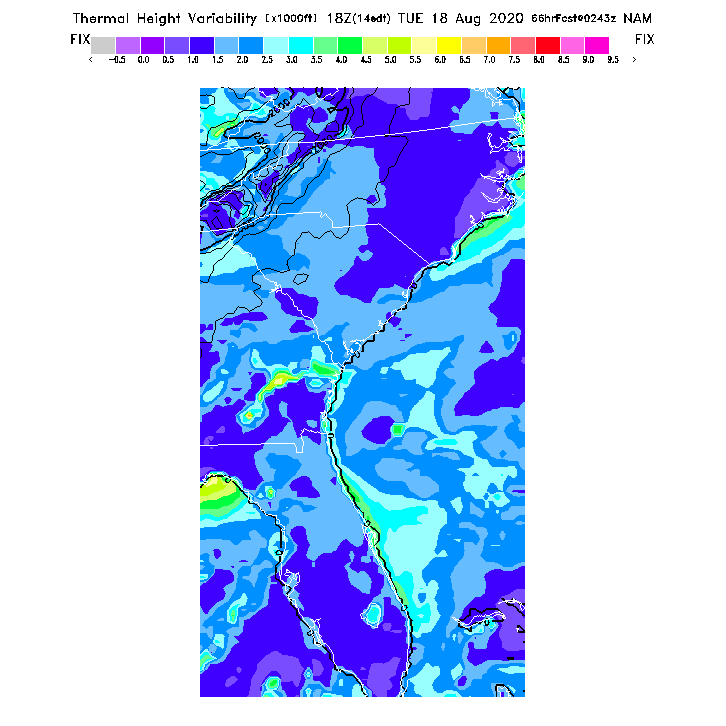 Thermal Height Variability [x1000ft] 18Z(14edt) TUE 18 Aug 2020 66hrFcst@0243z NAM
FIX FIX
< -0.5 0.0 0.5 1.0 1.5 2.0 2.5 3.0 3.5 4.0 4.5 5.0 5.5 6.0 6.5 7.0 7.5 8.0 8.5 9.0 9.5 >